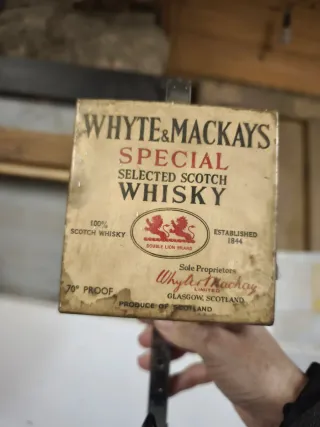 WHYTE & MACKAYS
SPECIAL
SELECTED SCOTCH
WHISKY
100%
SCOTCH WHISKY
DOUBLE LION BRAND
ESTABLISHED
1844
Sole Proprietors
Whyte & Mackay
LIMITED
GLASGOW, SCOTLAND
70° PROOF
PRODUCE OF SCOTLAND